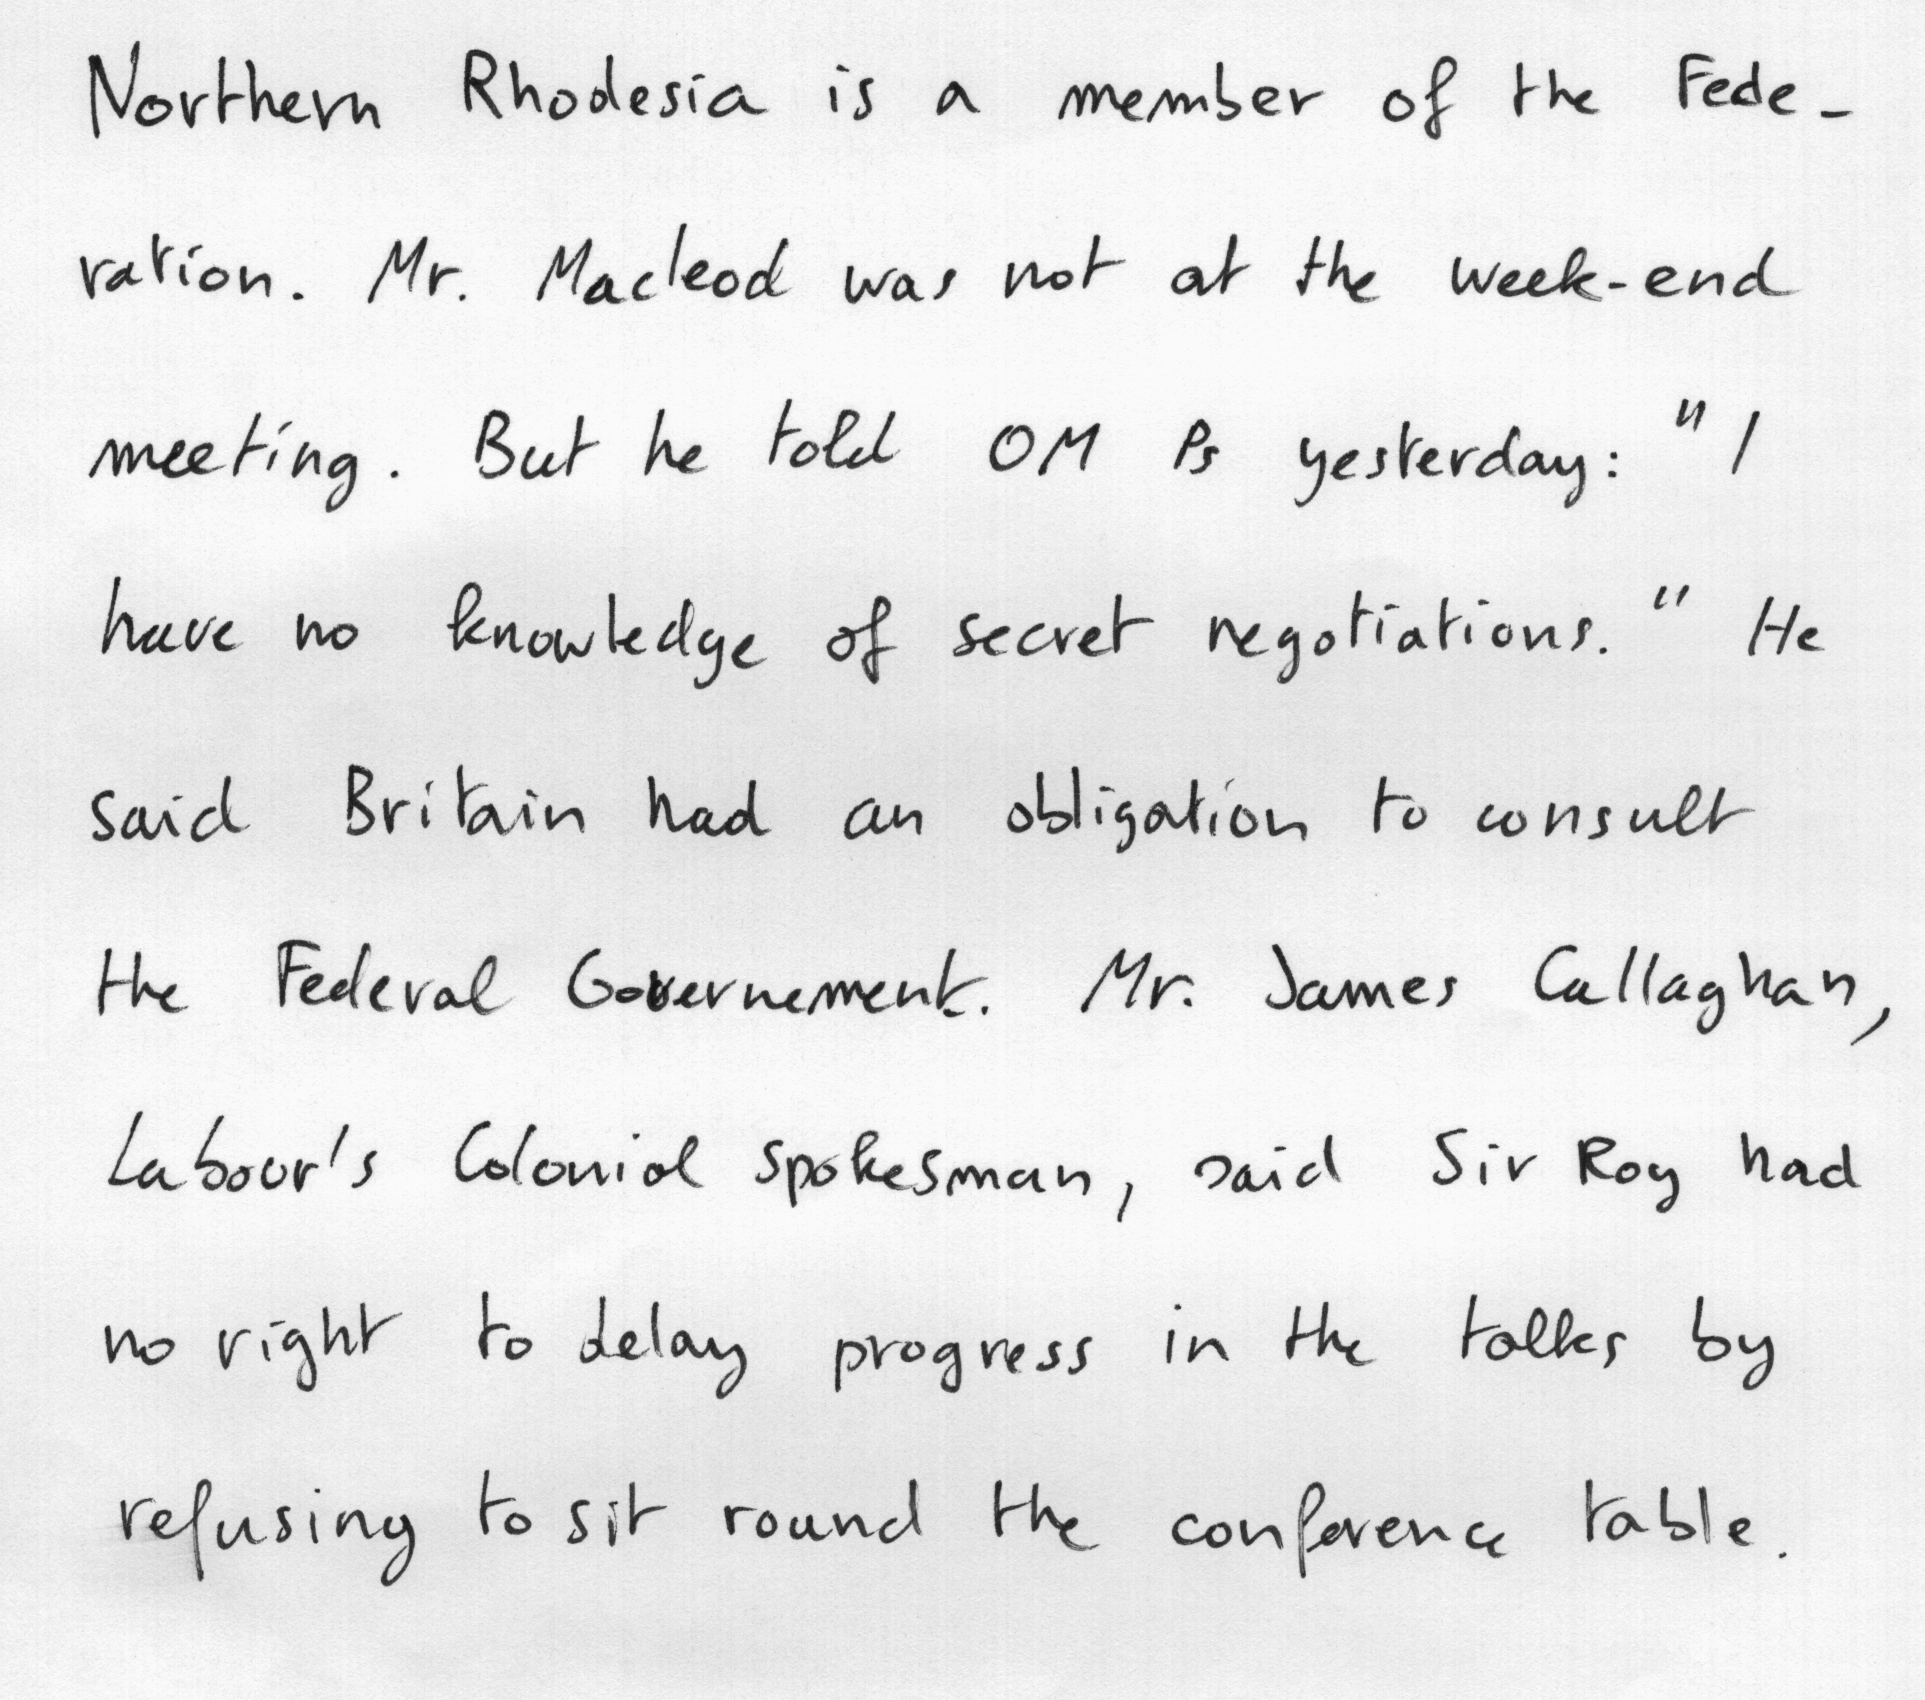 Northern Rhodesia is a member of the Fede-
ration. Mr. Macleod was not at the week-end
meeting. But he told OM Ps yesterday: "I
have no knowledge of secret negotiations." He
said Britain had an obligation to consult
the Federal Governement. Mr. James Callaghan,
Labour's Colonial spokesman, said Sir Roy had
no right to delay progress in the talks by
refusing to sit round the conference table.